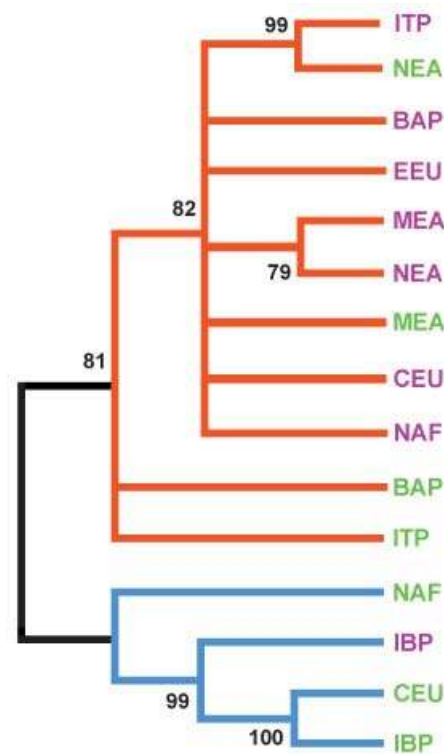 99
ITP
NEA
BAP
EEU
82
MEA
79
NEA
MEA
81
CEU
NAF
BAP
ITP
NAF
IBP
99
CEU
100
IBP